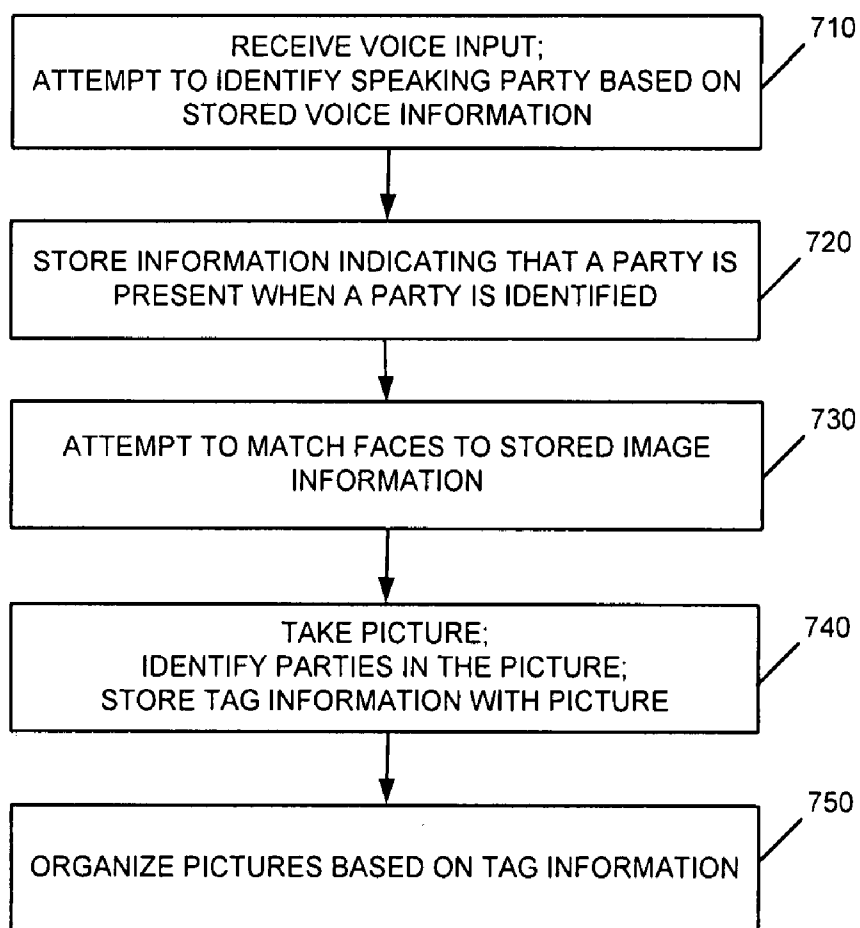 RECEIVE VOICE INPUT;
ATTEMPT TO IDENTIFY SPEAKING PARTY BASED ON
STORED VOICE INFORMATION
710
STORE INFORMATION INDICATING THAT A PARTY IS
PRESENT WHEN A PARTY IS IDENTIFIED
720
ATTEMPT TO MATCH FACES TO STORED IMAGE
INFORMATION
730
TAKE PICTURE;
IDENTIFY PARTIES IN THE PICTURE;
STORE TAG INFORMATION WITH PICTURE
740
ORGANIZE PICTURES BASED ON TAG INFORMATION
750